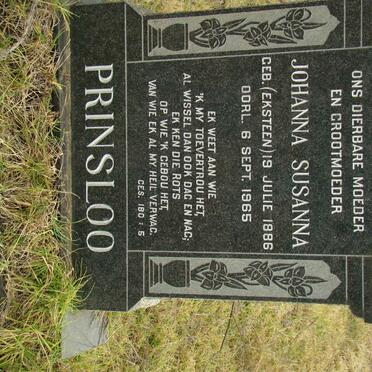 ONS DIERBARE MOEDER
EN CROOTMOEDER
JOHANNA SUSANNA
GEB. (EKSTEEN) 19 JULIE 1886
OORL. 6 SEPT. 1965
EK WEET AAN WIE
'K MY TOEVERTROU HET,
AL WISSEL DAN OOK DAG EN NAG;
EK KEN DIE ROTS
OP WIE 'K GEBOU HET,
VAN WIE EK AL MY HEIL VERWAG.
GES. 180 : 5
PRINSLOO